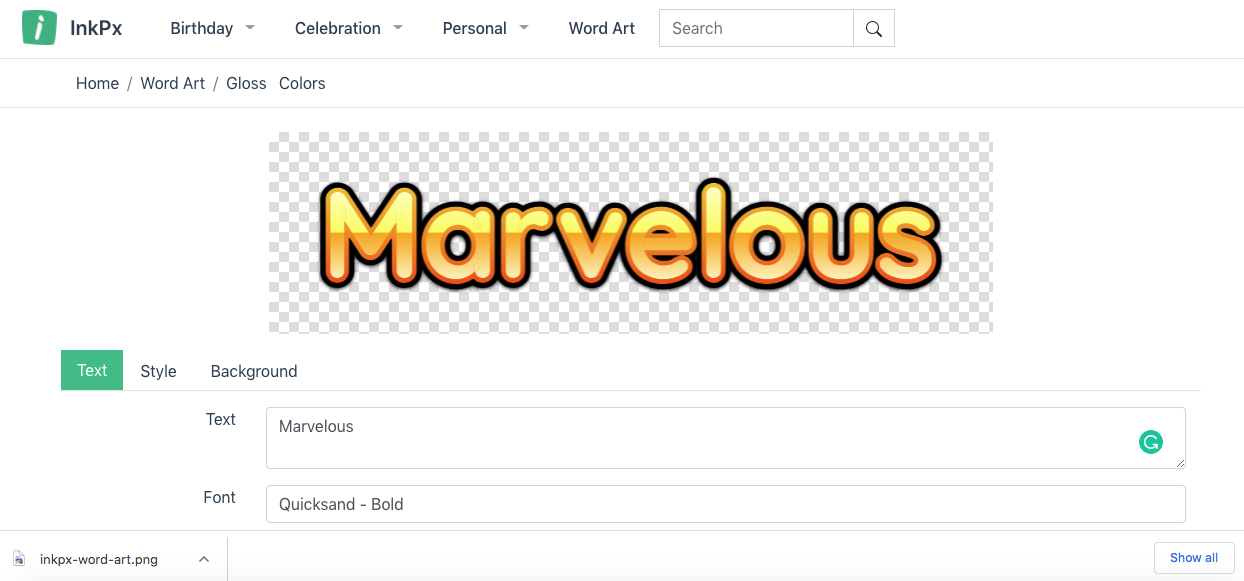 InkPx Birthday Celebration Personal Word Art Search
Home / Word Art / Gloss Colors
Marvelous
Text Style Background
Text Marvelous
Font Quicksand - Bold
inkpx-word-art.png Show all